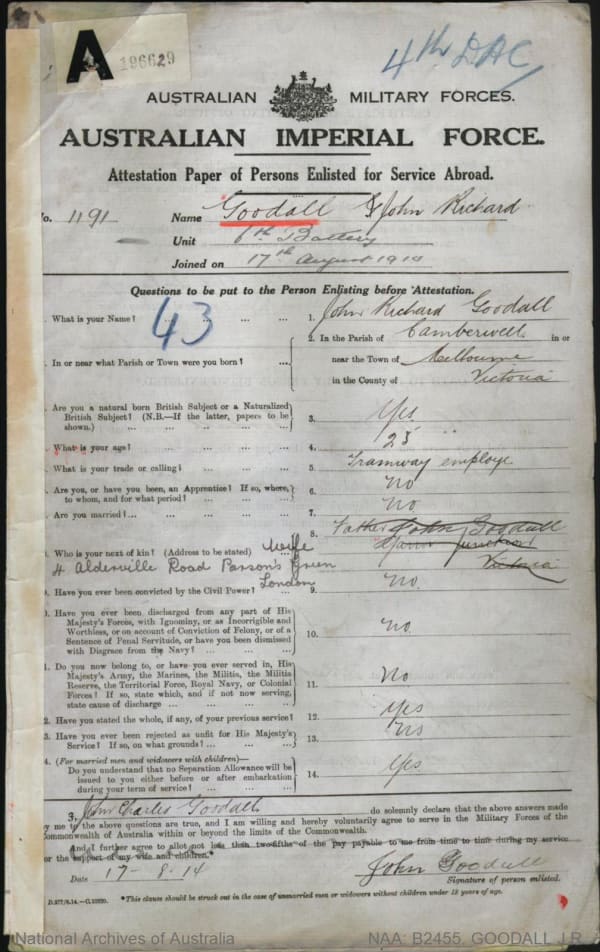 A 196629
4th DAC
AUSTRALIAN MILITARY FORCES.
AUSTRALIAN IMPERIAL FORCE.
Attestation Paper of Persons Enlisted for Service Abroad.
No. 1191 Name Goodall John Richard
Unit 6th Battery
Joined on 17th August 1914
Questions to be put to the Person Enlisting before Attestation.
43
. What is your Name? ... ... ... 1. John Richard Goodall
. In or near what Parish or Town were you born? ... 2. In the Parish of Camberwell in or
near the Town of Melbourne
in the County of Victoria
. Are you a natural born British Subject or a Naturalized
British Subject? (N.B.—If the latter, papers to be
shown.) ... ... ... ... 3. Yes
. What is your age? ... ... ... 4. 25
. What is your trade or calling? ... ... ... 5. Tramway employe
. Are you, or have you been, an Apprentice? If so, where,
to whom, and for what period? ... ... ... 6. No
. Are you married? ... ... ... ... 7. No
8. Father John Goodall
Yarra Junction
Victoria
. Who is your next of kin? (Address to be stated) ... Wife
4 Alderville Road Parson's Green
London
. Have you ever been convicted by the Civil Power? ... 9. No
. Have you ever been discharged from any part of His
Majesty's Forces, with Ignominy, or as Incorrigible and
Worthless, or on account of Conviction of Felony, or of a
Sentence of Penal Servitude, or have you been dismissed
with Disgrace from the Navy? ... ... ... 10. No
1. Do you now belong to, or have you ever served in, His
Majesty's Army, the Marines, the Militia, the Militia
Reserve, the Territorial Force, Royal Navy, or Colonial
Forces? If so, state which, and if not now serving,
state cause of discharge ... ... ... 11. No
2. Have you stated the whole, if any, of your previous service? 12. Yes
3. Have you ever been rejected as unfit for His Majesty's
Service? If so, on what grounds? ... ... 13. No
4. (For married men and widowers with children)—
Do you understand that no Separation Allowance will be
issued to you either before or after embarkation
during your term of service? ... ... ... 14. Yes
Charles Goodall do solemnly declare that the above answers made
by me to the above questions are true, and I am willing and hereby voluntarily agree to serve in the Military Forces of the
Commonwealth of Australia within or beyond the limits of the Commonwealth.
And I further agree to allot not less than two-fifths of the pay payable to me from time to time during my service
for the support of my wife and children.*
Date 17-8-14 John Goodall
Signature of person enlisted.
*This clause should be struck out in the case of unmarried men or widowers without children under 18 years of age.
National Archives of Australia NAA: B2455, GOODALL J R